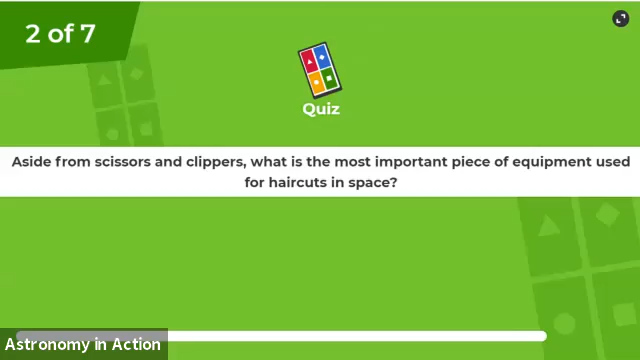 2 of 7
Quiz
Aside from scissors and clippers, what is the most important piece of equipment used
for haircuts in space?
Astronomy in Action